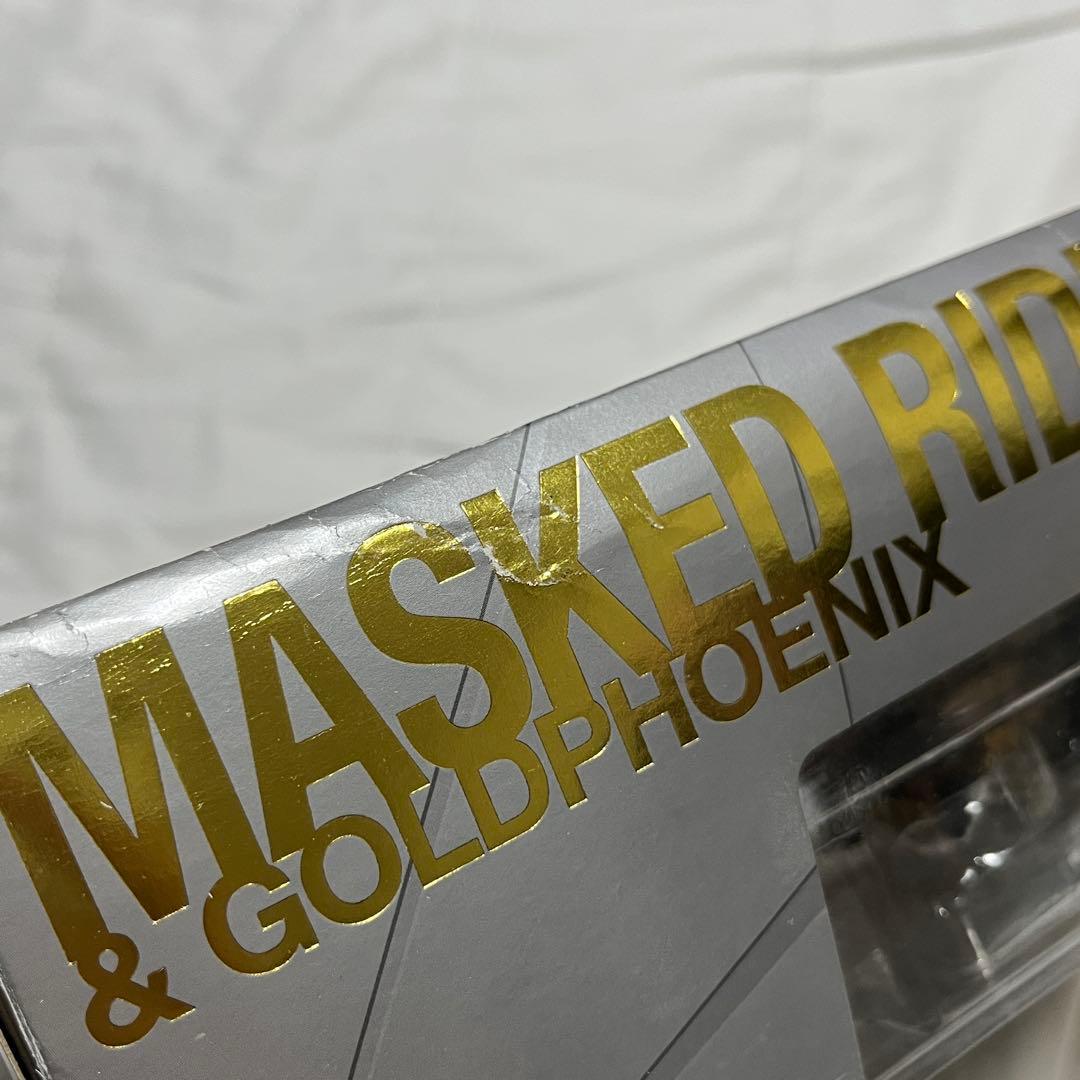 MASKED RID
& GOLDPHOENIX